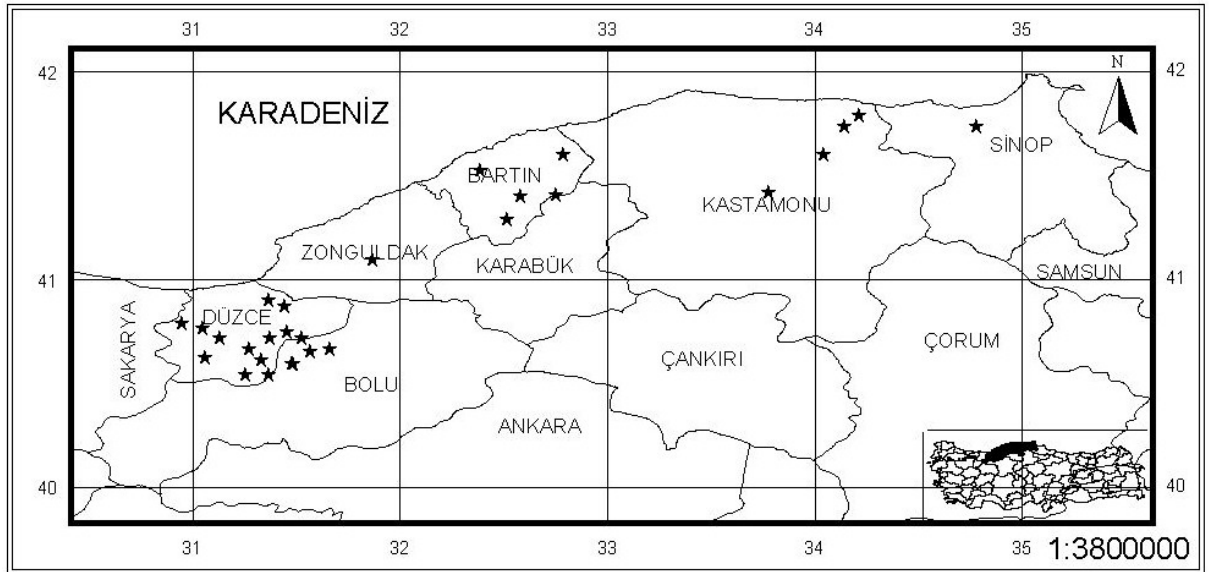 31 32 33 34 35
42 42
N
KARADENİZ
SİNOP
BARTIN
KASTAMONU
ZONGULDAK
KARABÜK
SAMSUN
41 41
DÜZCE
SAKARYA
ÇORUM
ÇANKIRI
BOLU
ANKARA
40 40
31 32 33 34 35 1:3800000